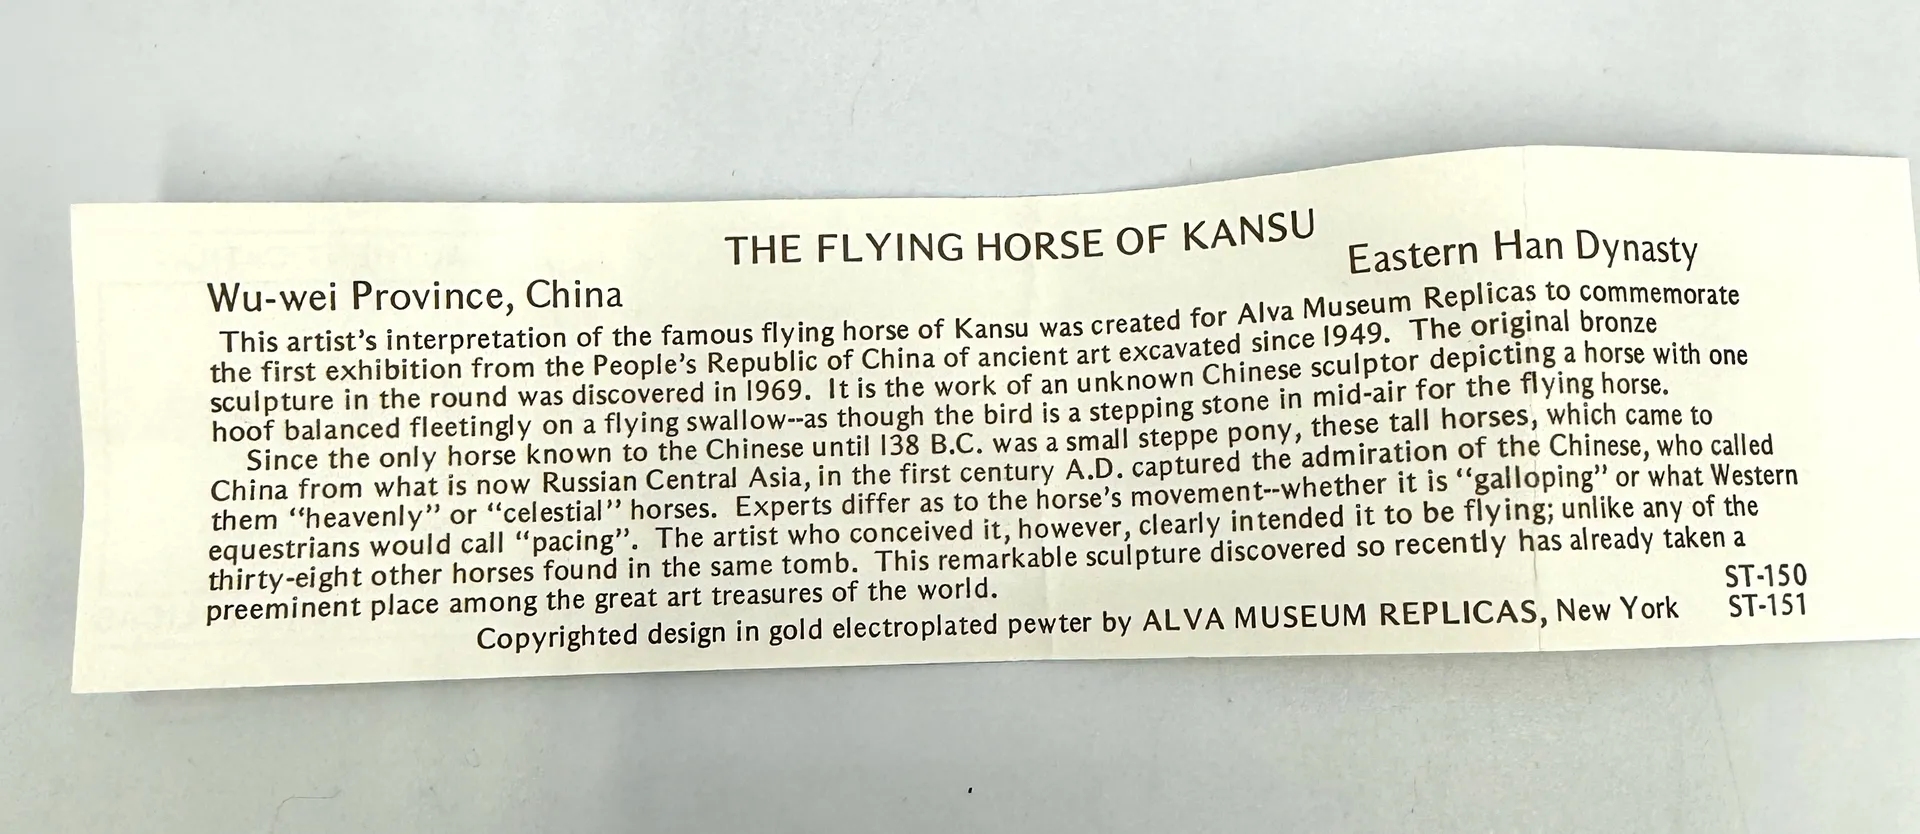 THE FLYING HORSE OF KANSU
Wu-wei Province, China
Eastern Han Dynasty
This artist's interpretation of the famous flying horse of Kansu was created for Alva Museum Replicas to commemorate
the first exhibition from the People's Republic of China of ancient art excavated since 1949. The original bronze
sculpture in the round was discovered in 1969. It is the work of an unknown Chinese sculptor depicting a horse with one
hoof balanced fleetingly on a flying swallow--as though the bird is a stepping stone in mid-air for the flying horse.
Since the only horse known to the Chinese until 138 B.C. was a small steppe pony, these tall horses, which came to
China from what is now Russian Central Asia, in the first century A.D. captured the admiration of the Chinese, who called
them "heavenly" or "celestial" horses. Experts differ as to the horse's movement--whether it is "galloping" or what Western
equestrians would call "pacing". The artist who conceived it, however, clearly intended it to be flying; unlike any of the
thirty-eight other horses found in the same tomb. This remarkable sculpture discovered so recently has already taken a
preeminent place among the great art treasures of the world.
ST-150
Copyrighted design in gold electroplated pewter by ALVA MUSEUM REPLICAS, New York
ST-151